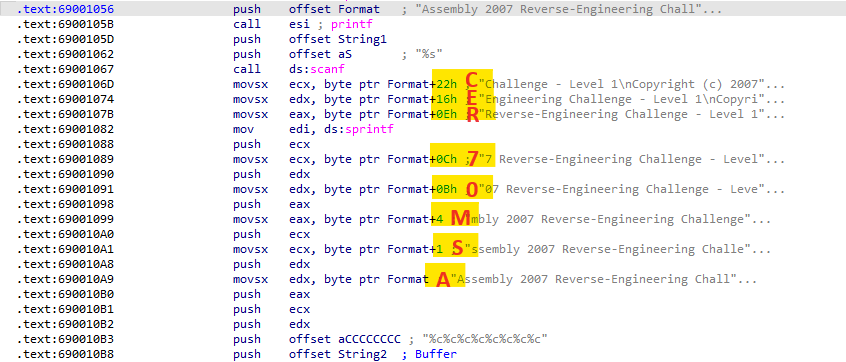 .text:69001056 push offset Format ; "Assembly 2007 Reverse-Engineering Chall"...
.text:6900105B call esi ; printf
.text:6900105D push offset String1
.text:69001062 push offset aS ; "%s"
.text:69001067 call ds:scanf
.text:6900106D movsx ecx, byte ptr Format+22h ; C "Challenge - Level 1\nCopyright (c) 2007"...
.text:69001074 movsx edx, byte ptr Format+16h E "Engineering Challenge - Level 1\nCopyri"...
.text:6900107B movsx eax, byte ptr Format+0Eh R "Reverse-Engineering Challenge - Level 1"...
.text:69001082 mov edi, ds:sprintf
.text:69001088 push ecx
.text:69001089 movsx ecx, byte ptr Format+0Ch ; 7 "7 Reverse-Engineering Challenge - Level"...
.text:69001090 push edx
.text:69001091 movsx edx, byte ptr Format+0Bh 0 "07 Reverse-Engineering Challenge - Leve"...
.text:69001098 push eax
.text:69001099 movsx eax, byte ptr Format+4 M mbly 2007 Reverse-Engineering Challenge"...
.text:690010A0 push ecx
.text:690010A1 movsx ecx, byte ptr Format+1 S "ssembly 2007 Reverse-Engineering Challe"...
.text:690010A8 push edx
.text:690010A9 movsx edx, byte ptr Format A "Assembly 2007 Reverse-Engineering Chall"...
.text:690010B0 push eax
.text:690010B1 push ecx
.text:690010B2 push edx
.text:690010B3 push offset aCCCCCCCC ; "%c%c%c%c%c%c%c%c"
.text:690010B8 push offset String2 ; Buffer